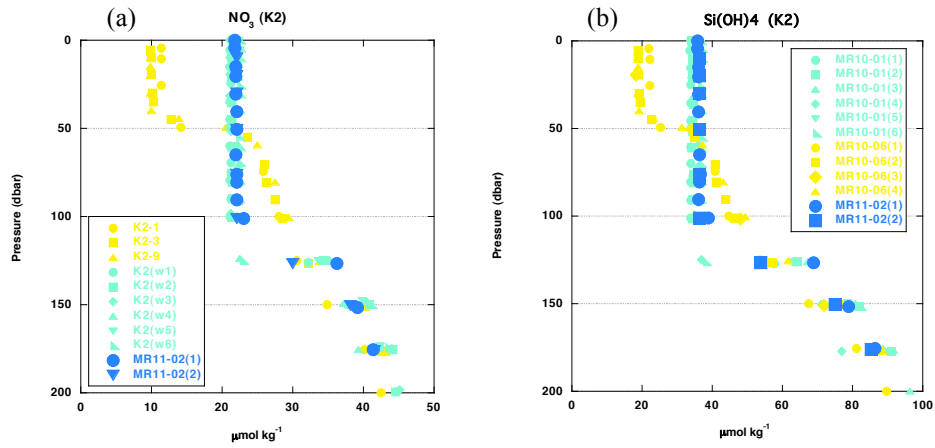 (a)
NO3 (K2)
0
50
100
150
200
Pressure (dbar)
K2-1
K2-3
K2-9
K2(w1)
K2(w2)
K2(w3)
K2(w4)
K2(w5)
K2(w6)
MR11-02(1)
MR11-02(2)
0 10 20 30 40 50
μmol kg-1
(b)
Si(OH)4 (K2)
0
50
100
150
200
Pressure (dbar)
MR10-01(1)
MR10-01(2)
MR10-01(3)
MR10-01(4)
MR10-01(5)
MR10-01(6)
MR10-06(1)
MR10-06(2)
MR10-06(3)
MR10-06(4)
MR11-02(1)
MR11-02(2)
0 20 40 60 80 100
μmol kg-1